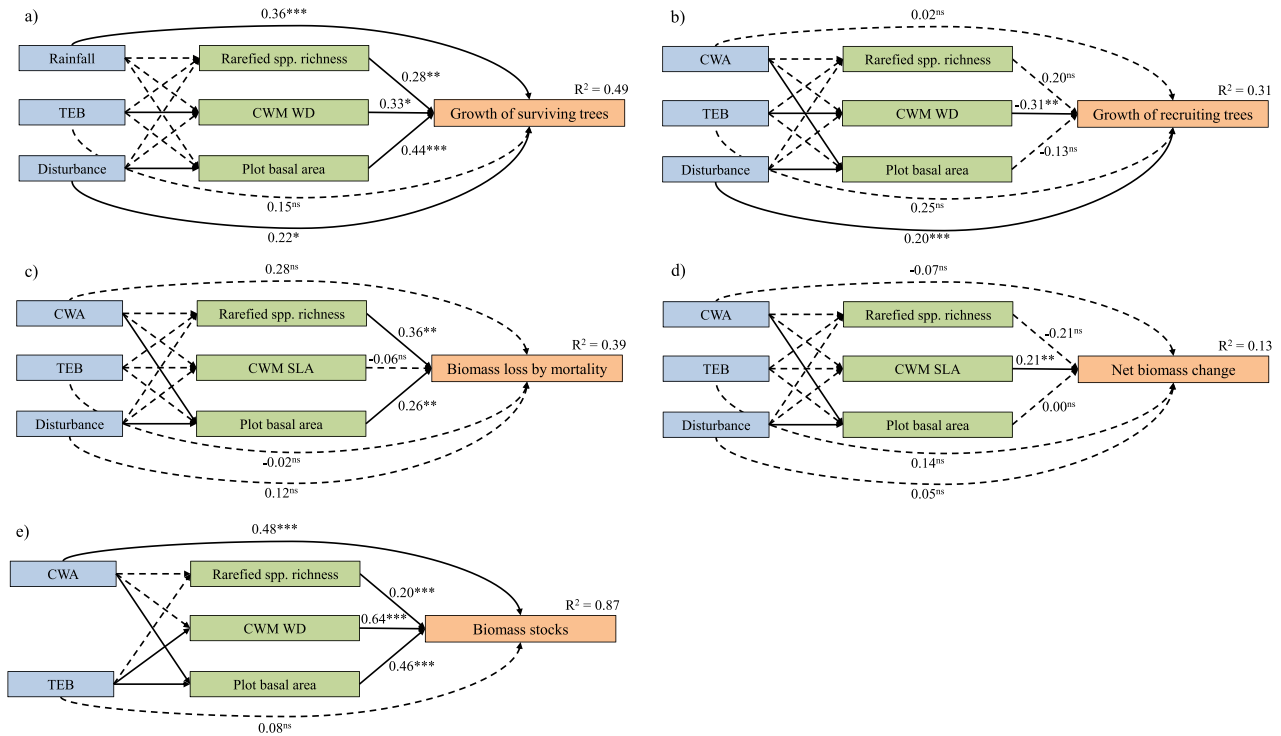 a)
0.36***
Rainfall
Rarefied spp. richness
0.28**
R² = 0.49
TEB
CWM WD
0.33*
Growth of surviving trees
0.44***
Disturbance
Plot basal area
0.15ns
0.22*
b)
0.02ns
CWA
Rarefied spp. richness
0.20ns
R² = 0.31
TEB
CWM WD
-0.31**
Growth of recruiting trees
-0.13ns
Disturbance
Plot basal area
0.25ns
0.20***
c)
0.28ns
CWA
Rarefied spp. richness
0.36**
R² = 0.39
TEB
CWM SLA
-0.06ns
Biomass loss by mortality
0.26**
Disturbance
Plot basal area
-0.02ns
0.12ns
d)
-0.07ns
CWA
Rarefied spp. richness
-0.21ns
R² = 0.13
TEB
CWM SLA
0.21**
Net biomass change
0.00ns
Disturbance
Plot basal area
0.14ns
0.05ns
e)
0.48***
CWA
Rarefied spp. richness
0.20***
R² = 0.87
CWM WD
0.64***
Biomass stocks
0.46***
TEB
Plot basal area
0.08ns